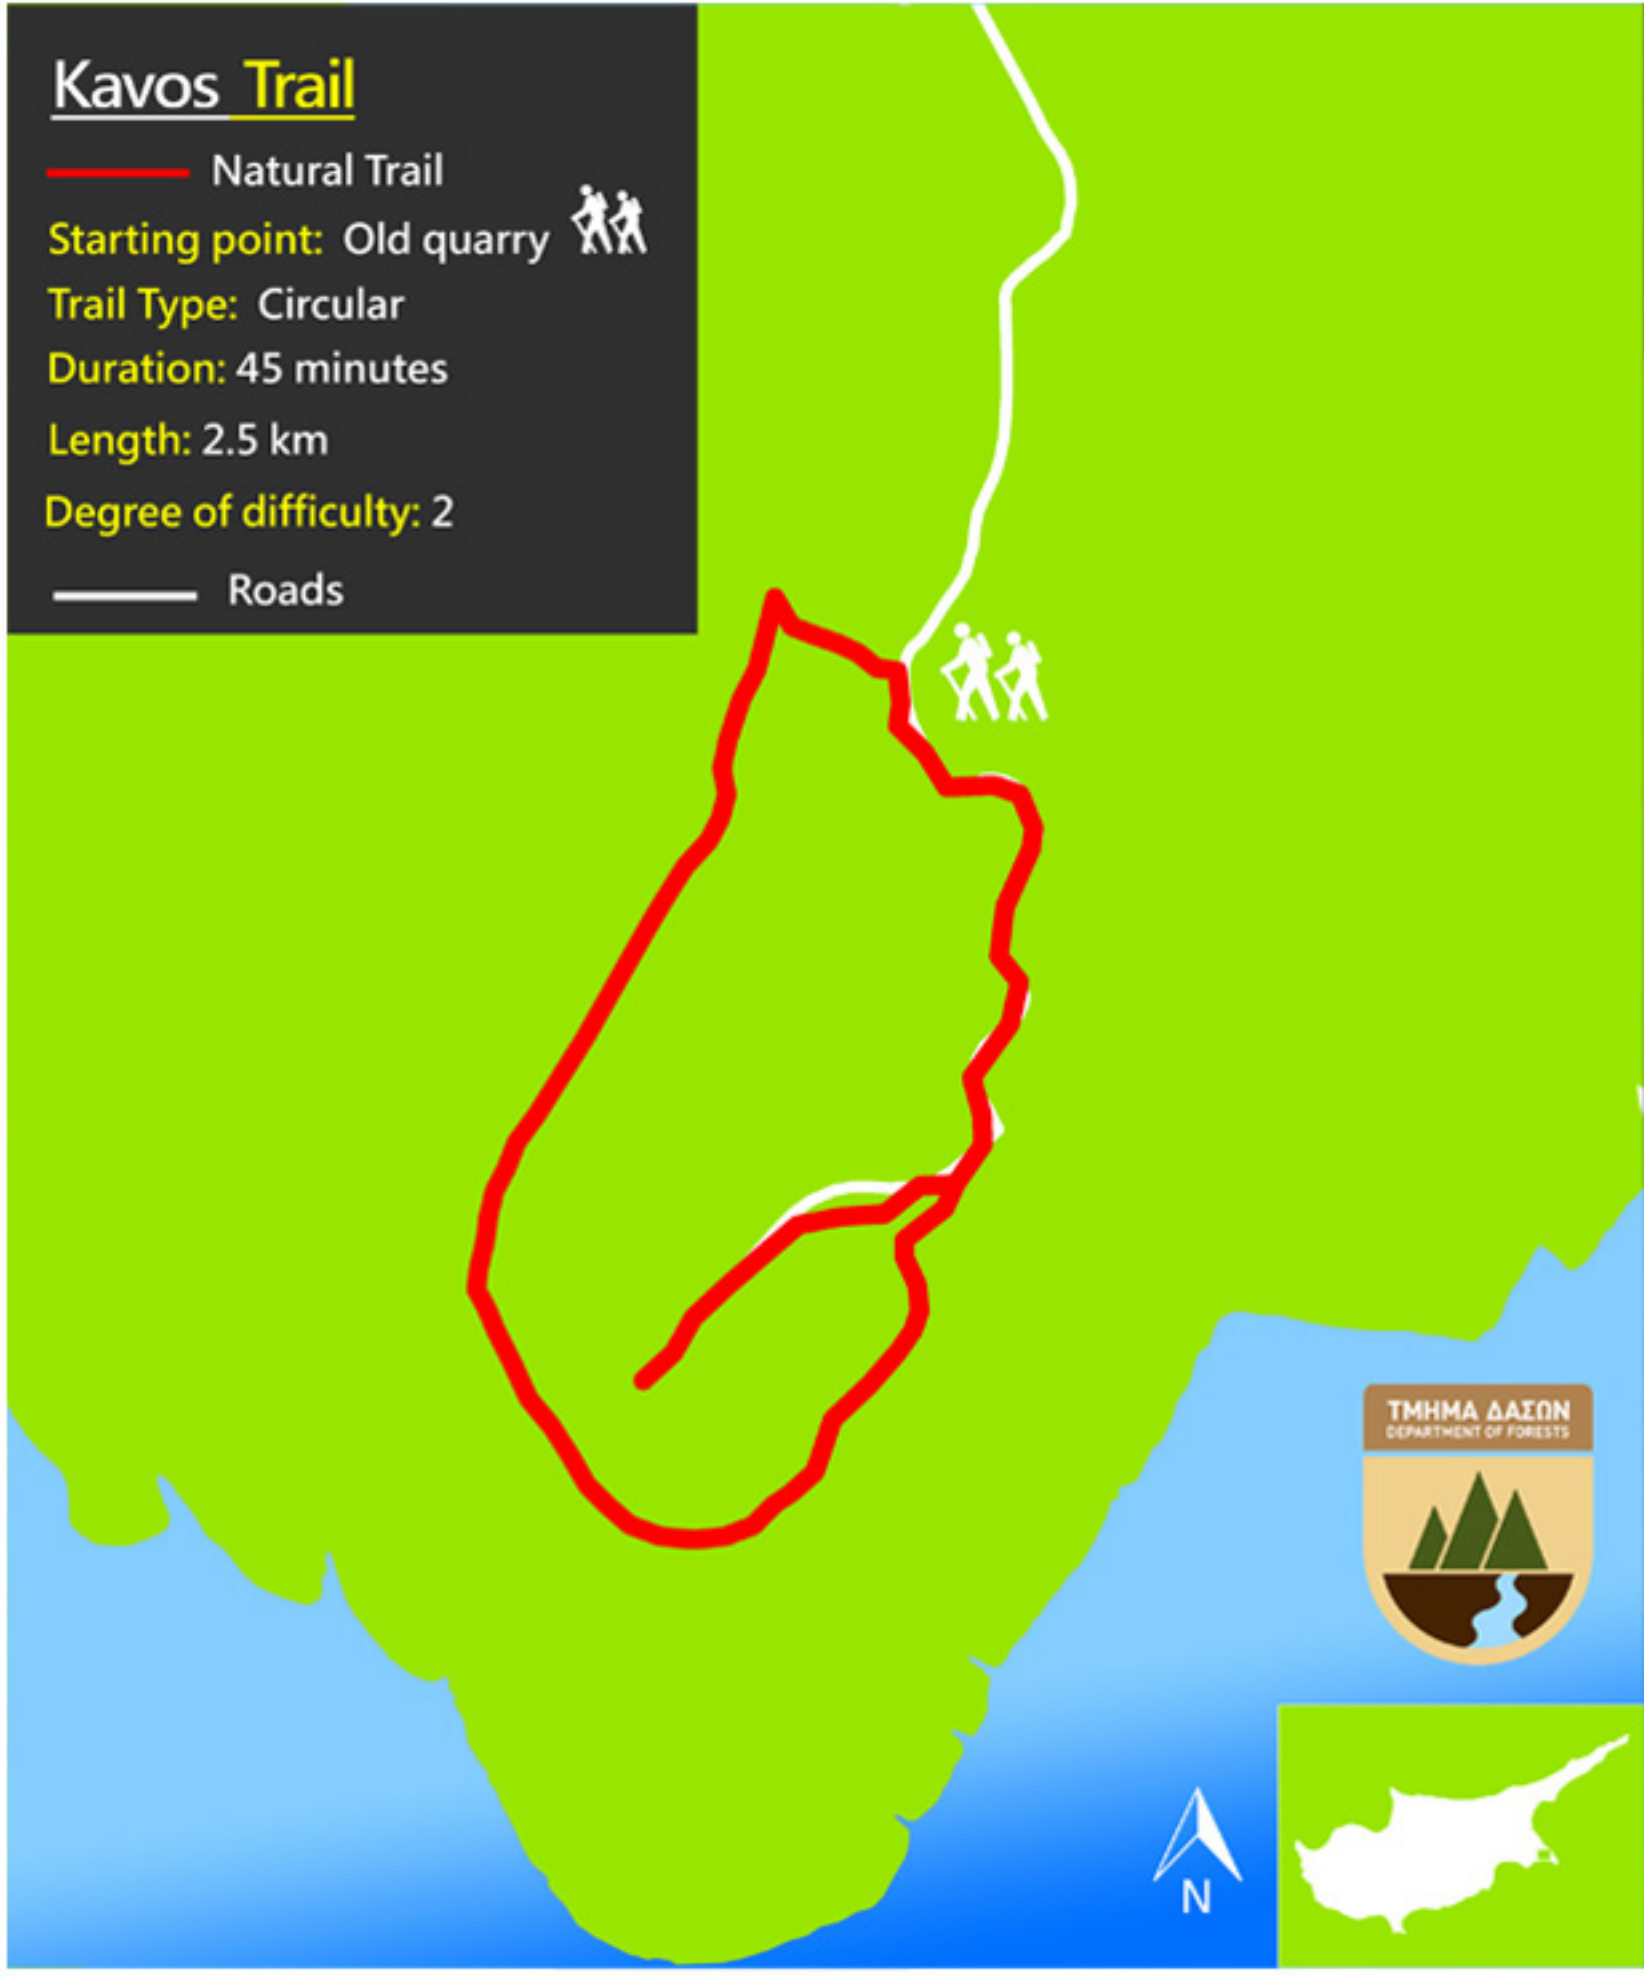 Kavos Trail
Natural Trail
Starting point: Old quarry
Trail Type: Circular
Duration: 45 minutes
Length: 2.5 km
Degree of difficulty: 2
Roads
ΤΜΗΜΑ ΔΑΣΩΝ
DEPARTMENT OF FORESTS
N